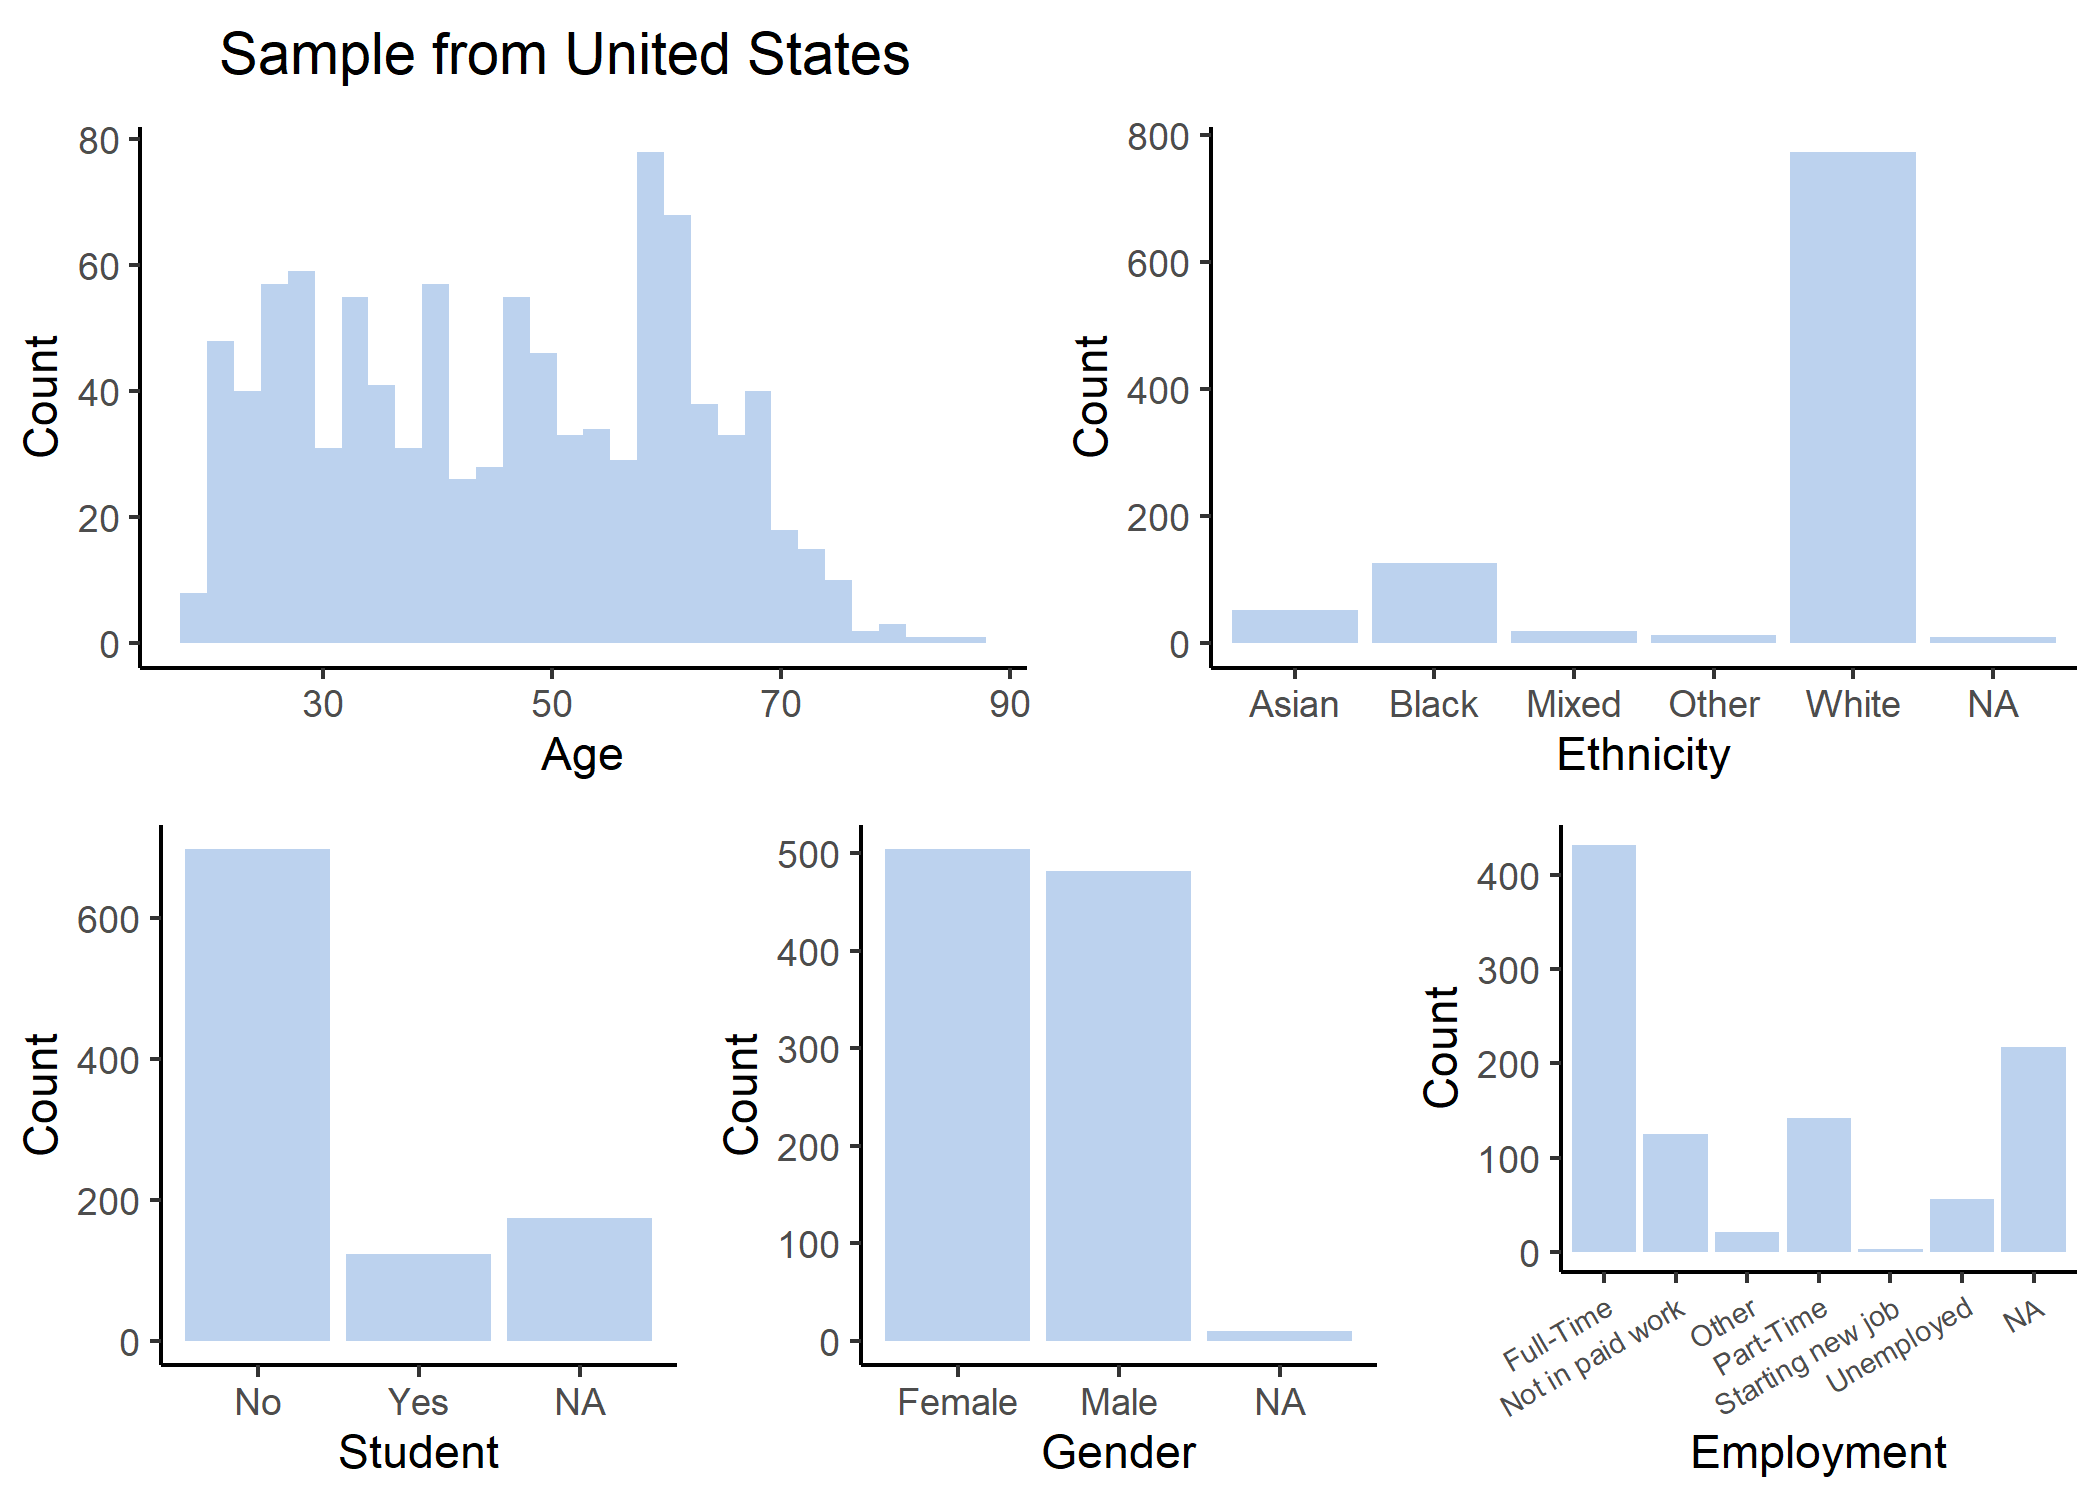 Sample from United States
Count
80
60
40
20
0
30 50 70 90
Age
Count
800
600
400
200
0
Asian Black Mixed Other White NA
Ethnicity
Count
600
400
200
0
No Yes NA
Student
Count
500
400
300
200
100
0
Female Male NA
Gender
Count
400
300
200
100
0
Full-Time
Not in paid work
Other
Part-Time
Starting new job
Unemployed
NA
Employment